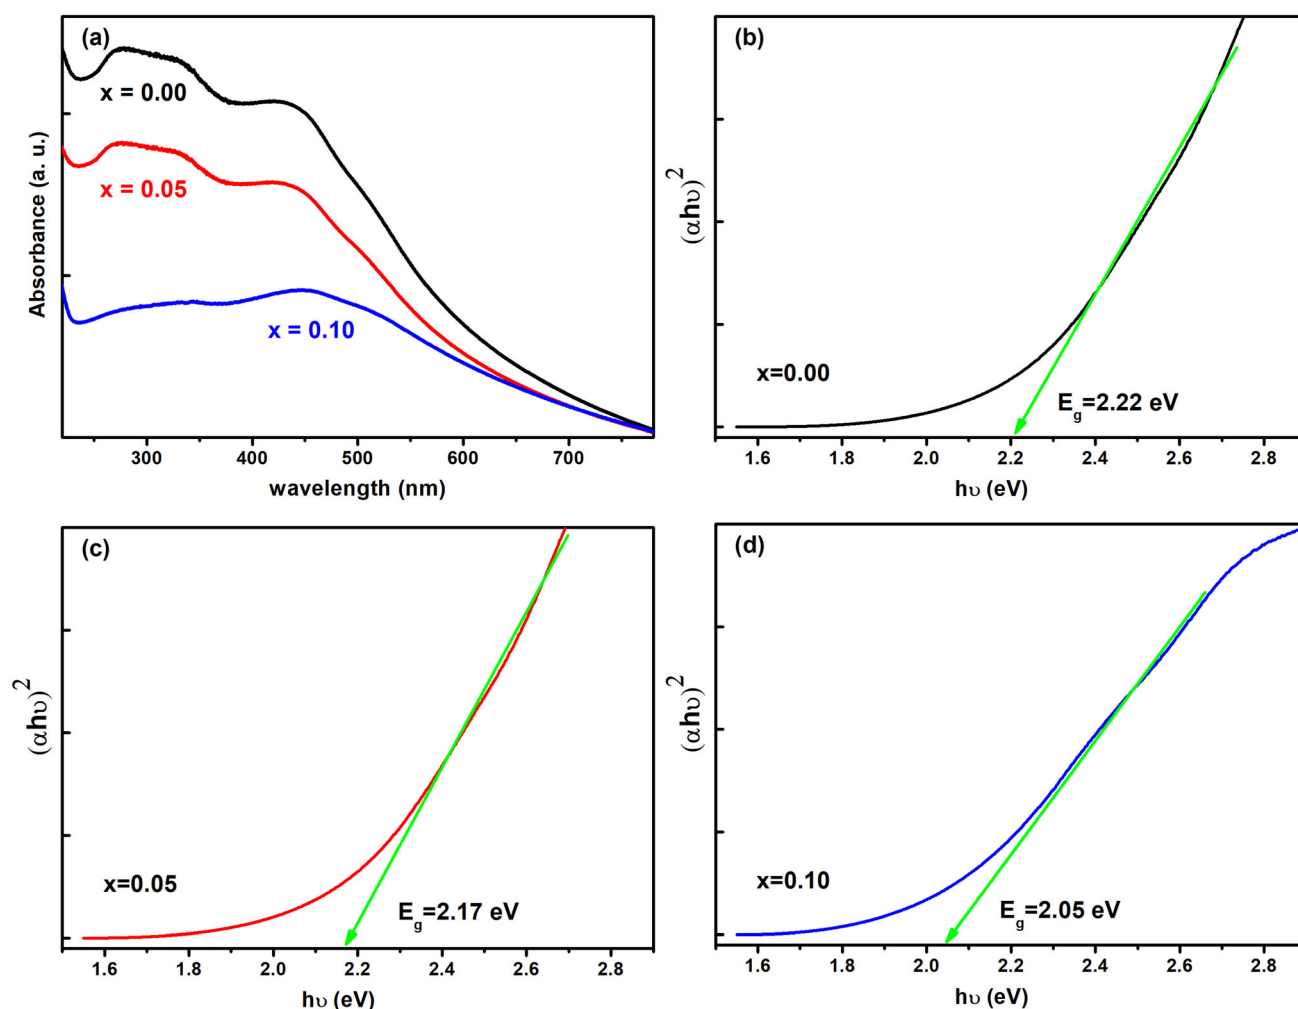 (a)
x = 0.00
x = 0.05
x = 0.10
Absorbance (a. u.)
300 400 500 600 700
wavelength (nm)
(b)
(αhυ)²
x=0.00
E_g=2.22 eV
1.6 1.8 2.0 2.2 2.4 2.6 2.8
hυ (eV)
(c)
(αhυ)²
x=0.05
E_g=2.17 eV
1.6 1.8 2.0 2.2 2.4 2.6 2.8
hυ (eV)
(d)
(αhυ)²
x=0.10
E_g=2.05 eV
1.6 1.8 2.0 2.2 2.4 2.6 2.8
hυ (eV)